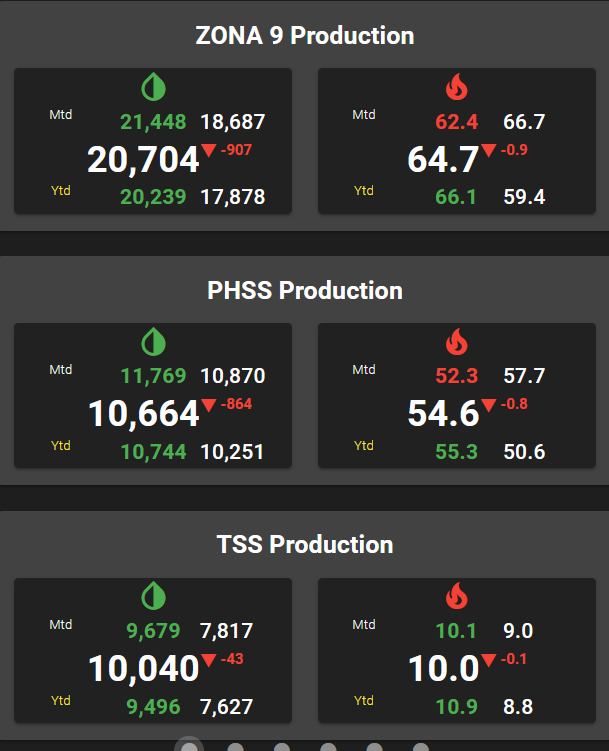 ZONA 9 Production
Mtd 21,448 18,687
20,704 -907
Ytd 20,239 17,878
Mtd 62.4 66.7
64.7 -0.9
Ytd 66.1 59.4
PHSS Production
Mtd 11,769 10,870
10,664 -864
Ytd 10,744 10,251
Mtd 52.3 57.7
54.6 -0.8
Ytd 55.3 50.6
TSS Production
Mtd 9,679 7,817
10,040 -43
Ytd 9,496 7,627
Mtd 10.1 9.0
10.0 -0.1
Ytd 10.9 8.8